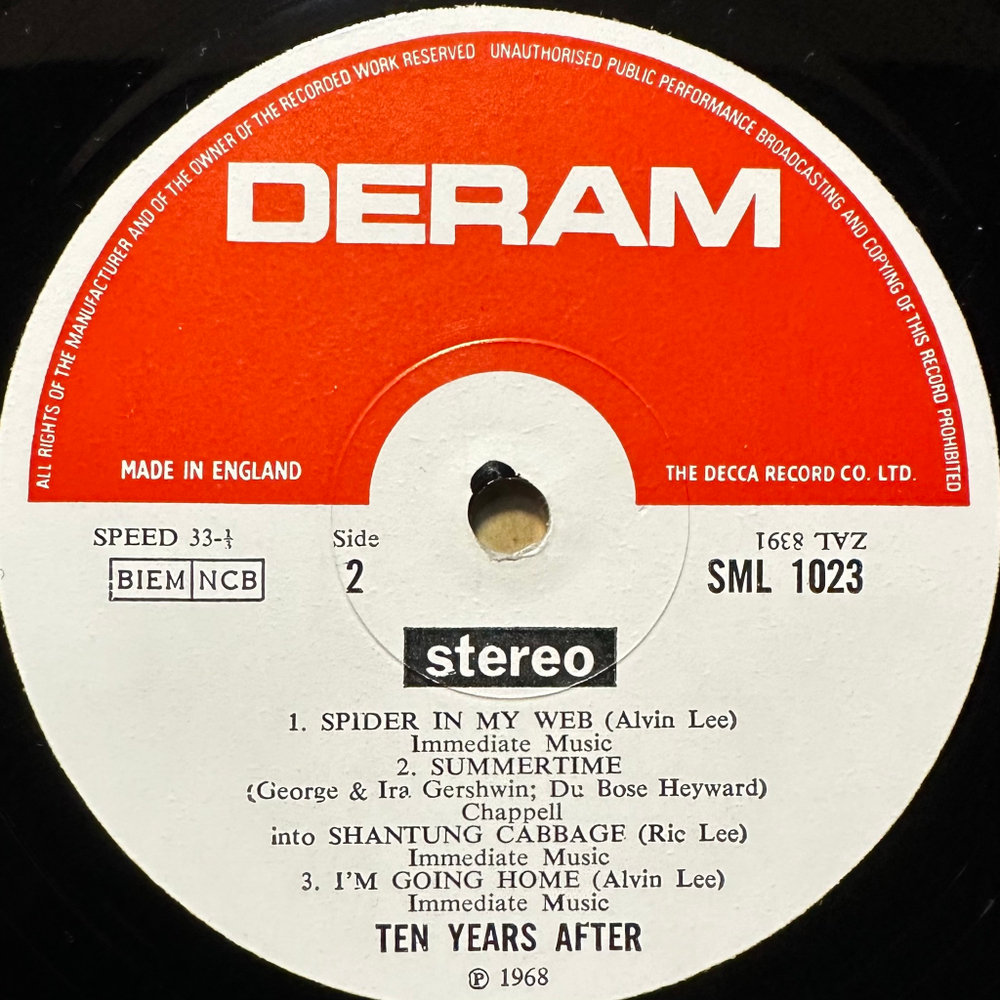 ALL RIGHTS OF THE MANUFACTURER AND OF THE OWNER OF THE RECORDED WORK RESERVED UNAUTHORISED PUBLIC PERFORMANCE BROADCASTING AND COPYING OF THIS RECORD PROHIBITED
DERAM
MADE IN ENGLAND
THE DECCA RECORD CO. LTD.
SPEED 33-⅓
Side
ZAL 8391
BIEM NCB
2
SML 1023
stereo
1. SPIDER IN MY WEB (Alvin Lee)
Immediate Music
2. SUMMERTIME
(George & Ira Gershwin; Du Bose Heyward)
Chappell
into SHANTUNG CABBAGE (Ric Lee)
Immediate Music
3. I'M GOING HOME (Alvin Lee)
Immediate Music
TEN YEARS AFTER
℗ 1968